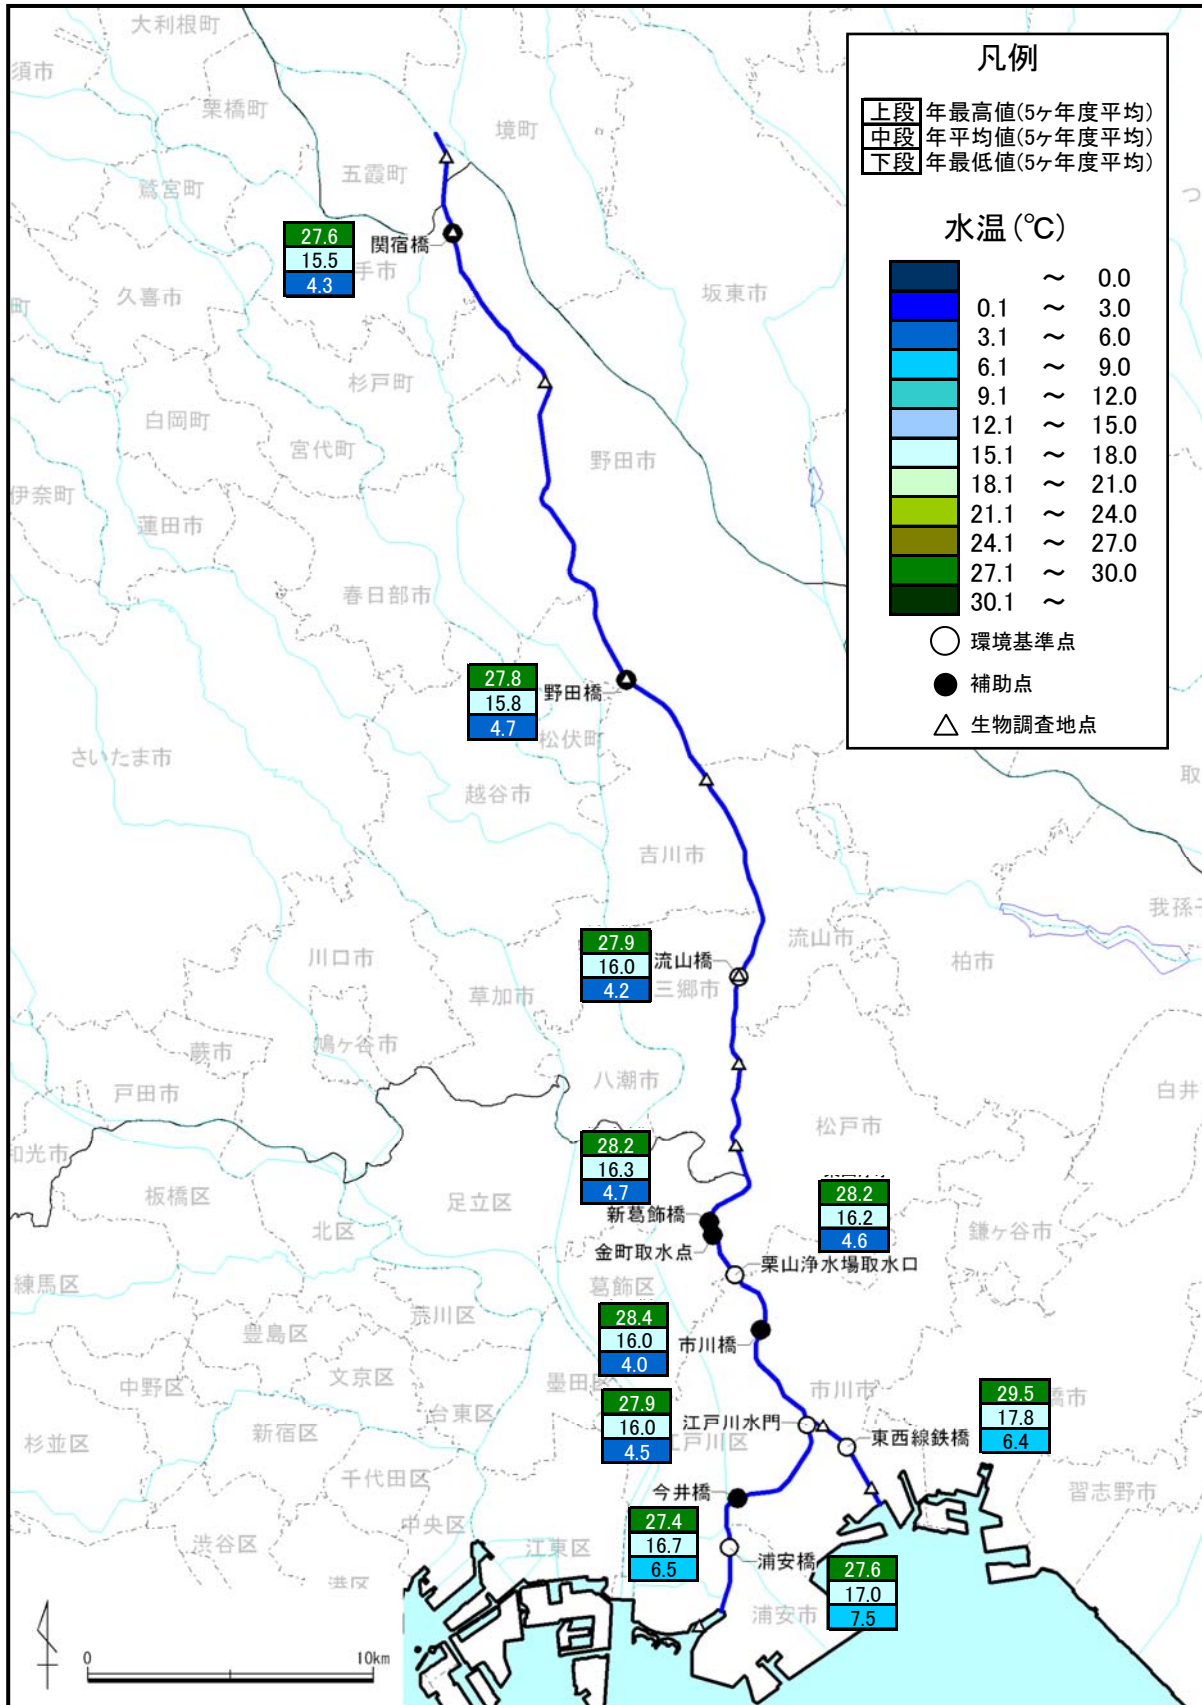 大利根町
須市
栗橋町
境町
五霞町
鷲宮町
つ
27.6
15.5
4.3
関宿橋
手市
久喜市
町
坂東市
杉戸町
白岡町
宮代町
野田市
伊奈町
蓮田市
春日部市
27.8
15.8
4.7
野田橋
松伏町
さいたま市
越谷市
取
吉川市
我孫子
27.9
16.0
4.2
流山橋
流山市
柏市
川口市
草加市
三郷市
蕨市
鳩ヶ谷市
戸田市
八潮市
白井
松戸市
和光市
28.2
16.3
4.7
板橋区
足立区
北区
新葛飾橋
金町取水点
28.2
16.2
4.6
鎌ヶ谷市
栗山浄水場取水口
練馬区
葛飾区
荒川区
豊島区
28.4
16.0
4.0
市川橋
文京区
中野区
墨田区
市川市
29.5
17.8
6.4
橋市
27.9
16.0
4.5
台東区
江戸川水門
江戸川区
東西線鉄橋
杉並区
新宿区
千代田区
今井橋
習志野市
中央区
渋谷区
江東区
27.4
16.7
6.5
浦安橋
27.6
17.0
7.5
港区
浦安市
0
10km
凡例
上段 年最高値(5ヶ年度平均)
中段 年平均値(5ヶ年度平均)
下段 年最低値(5ヶ年度平均)
水温(℃)
～ 0.0
0.1 ～ 3.0
3.1 ～ 6.0
6.1 ～ 9.0
9.1 ～ 12.0
12.1 ～ 15.0
15.1 ～ 18.0
18.1 ～ 21.0
21.1 ～ 24.0
24.1 ～ 27.0
27.1 ～ 30.0
30.1 ～
環境基準点
補助点
生物調査地点